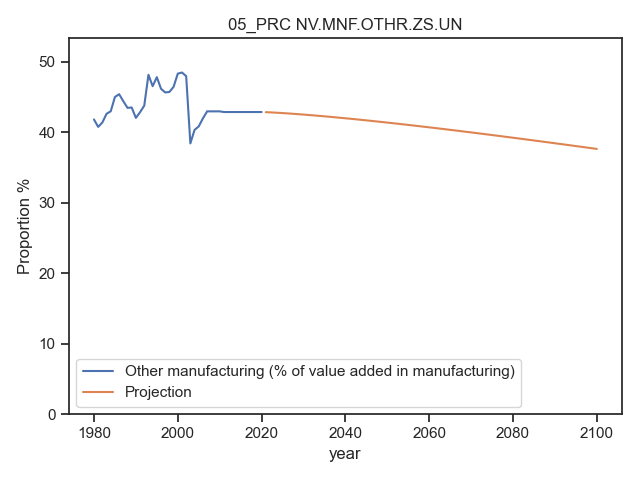 05_PRC NV.MNF.OTHR.ZS.UN
Proportion %
50
40
30
20
10
0
Other manufacturing (% of value added in manufacturing)
Projection
1980 2000 2020 2040 2060 2080 2100
year